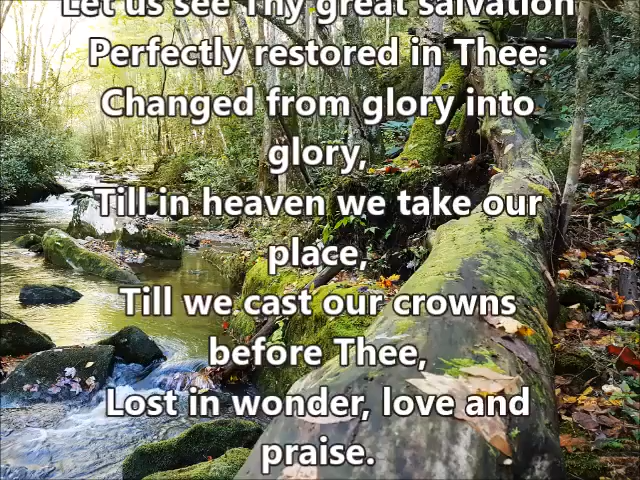 Let us see Thy great salvation
Perfectly restored in Thee:
Changed from glory into
glory,
Till in heaven we take our
place,
Till we cast our crowns
before Thee,
Lost in wonder, love and
praise.